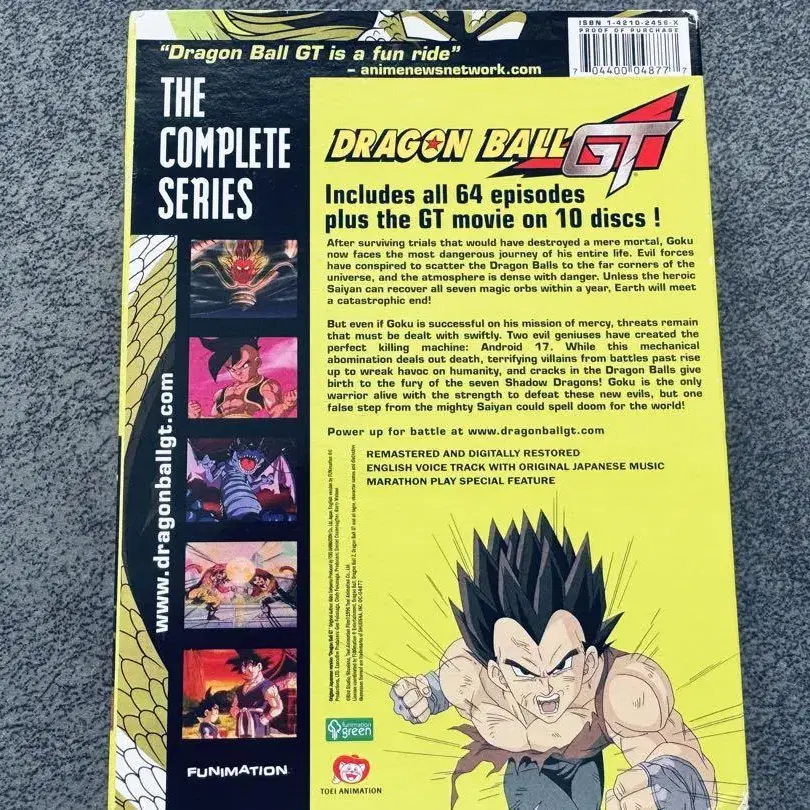 ISBN 1-4210-2456-X
PROOF OF PURCHASE
7 04400 04877 7
“Dragon Ball GT is a fun ride”
– animenewsnetwork.com
THE
COMPLETE
SERIES
DRAGON BALL GT
Includes all 64 episodes
plus the GT movie on 10 discs !
After surviving trials that would have destroyed a mere mortal, Goku
now faces the most dangerous journey of his entire life. Evil forces
have conspired to scatter the Dragon Balls to the far corners of the
universe, and the atmosphere is dense with danger. Unless the heroic
Saiyan can recover all seven magic orbs within a year, Earth will meet
a catastrophic end!
But even if Goku is successful on his mission of mercy, threats remain
that must be dealt with swiftly. Two evil geniuses have created the
perfect killing machine: Android 17. While this mechanical
abomination deals out death, terrifying villains from battles past rise
up to wreak havoc on humanity, and cracks in the Dragon Balls give
birth to the fury of the seven Shadow Dragons! Goku is the only
warrior alive with the strength to defeat these new evils, but one
false step from the mighty Saiyan could spell doom for the world!
Power up for battle at www.dragonballgt.com
REMASTERED AND DIGITALLY RESTORED
ENGLISH VOICE TRACK WITH ORIGINAL JAPANESE MUSIC
MARATHON PLAY SPECIAL FEATURE
www.dragonballgt.com
funimation
green
TOEI ANIMATION
FUNIMATION